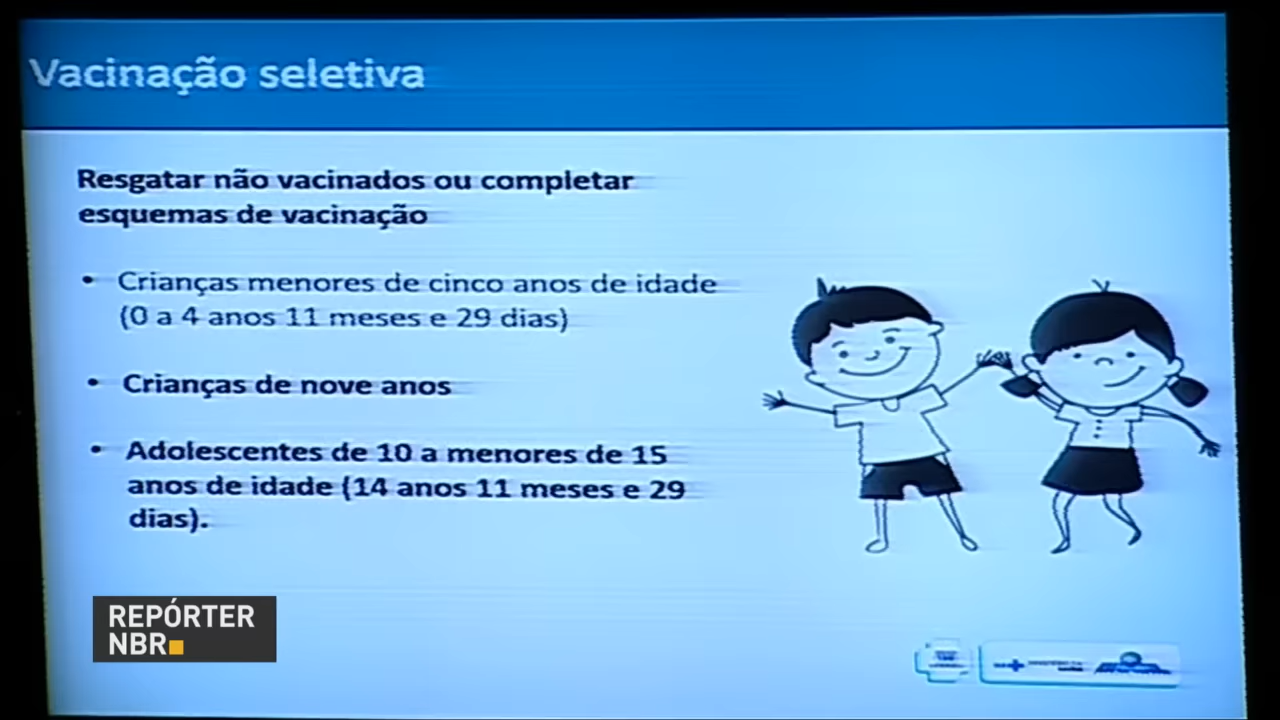 Vacinação seletiva
Resgatar não vacinados ou completar
esquemas de vacinação
• Crianças menores de cinco anos de idade
(0 a 4 anos 11 meses e 29 dias)
• Crianças de nove anos
• Adolescentes de 10 a menores de 15
anos de idade (14 anos 11 meses e 29
dias).
REPÓRTER
NBR